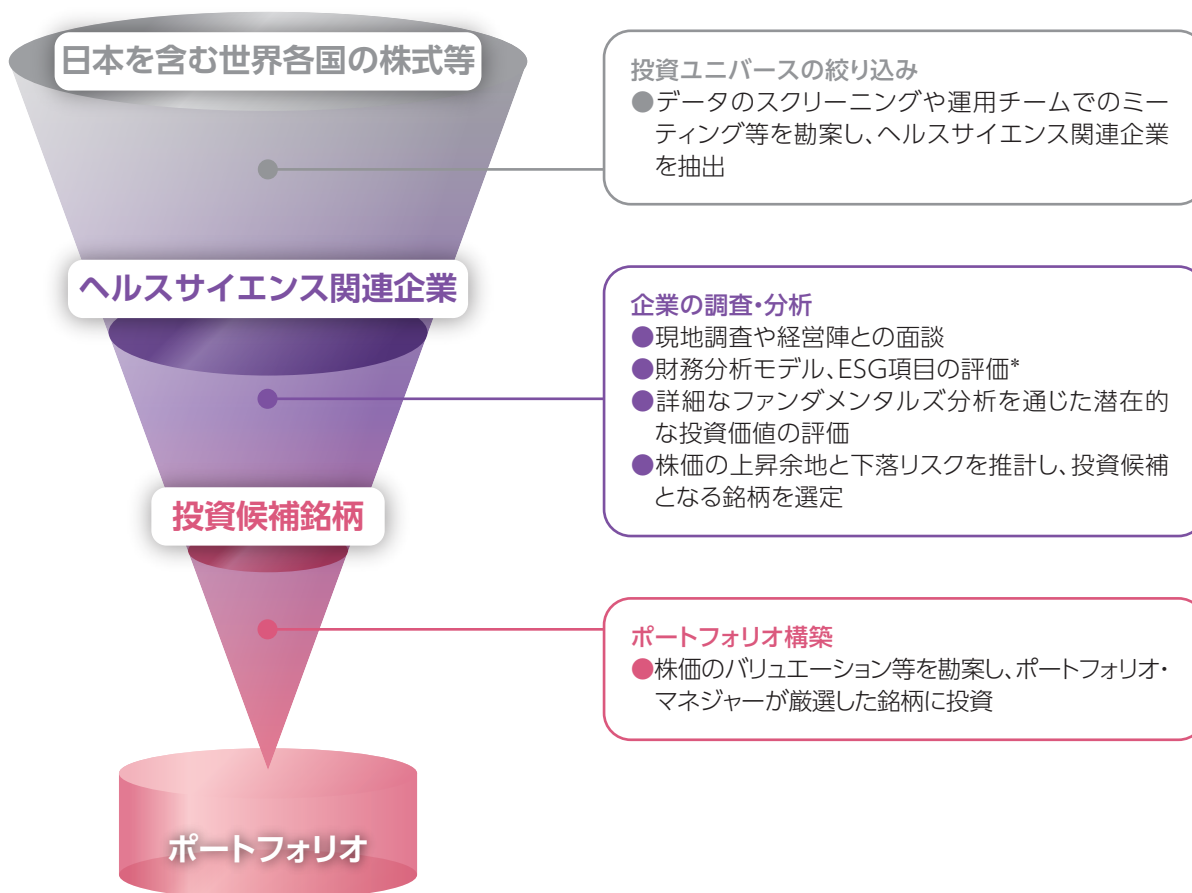 日本を含む世界各国の株式等
投資ユニバースの絞り込み
●データのスクリーニングや運用チームでのミー
ティング等を勘案し、ヘルスサイエンス関連企業
を抽出
ヘルスサイエンス関連企業
企業の調査・分析
●現地調査や経営陣との面談
●財務分析モデル、ESG項目の評価*
●詳細なファンダメンタルズ分析を通じた潜在的
な投資価値の評価
●株価の上昇余地と下落リスクを推計し、投資候補
となる銘柄を選定
投資候補銘柄
ポートフォリオ構築
●株価のバリュエーション等を勘案し、ポートフォリオ・
マネジャーが厳選した銘柄に投資
ポートフォリオ